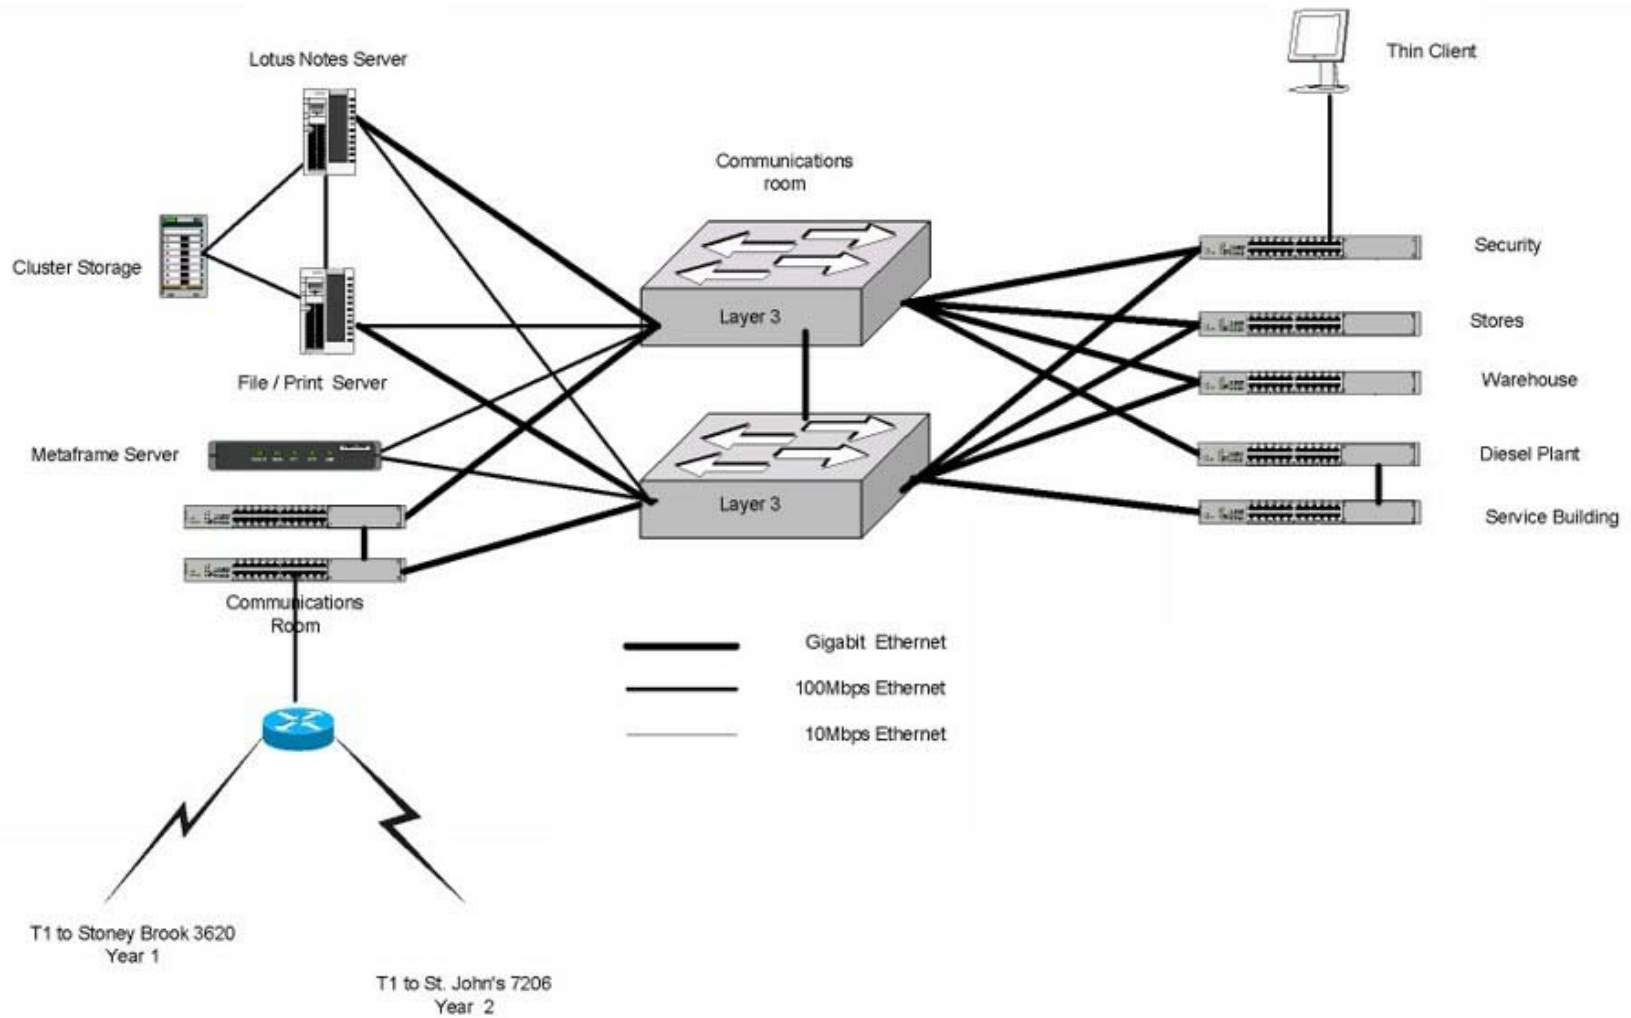 Lotus Notes Server
Thin Client
Communications
room
Security
Cluster Storage
Layer 3
Stores
File / Print Server
Warehouse
Metaframe Server
Diesel Plant
Layer 3
Service Building
Communications
Room
Gigabit Ethernet
100Mbps Ethernet
10Mbps Ethernet
T1 to Stoney Brook 3620
Year 1
T1 to St. John's 7206
Year 2